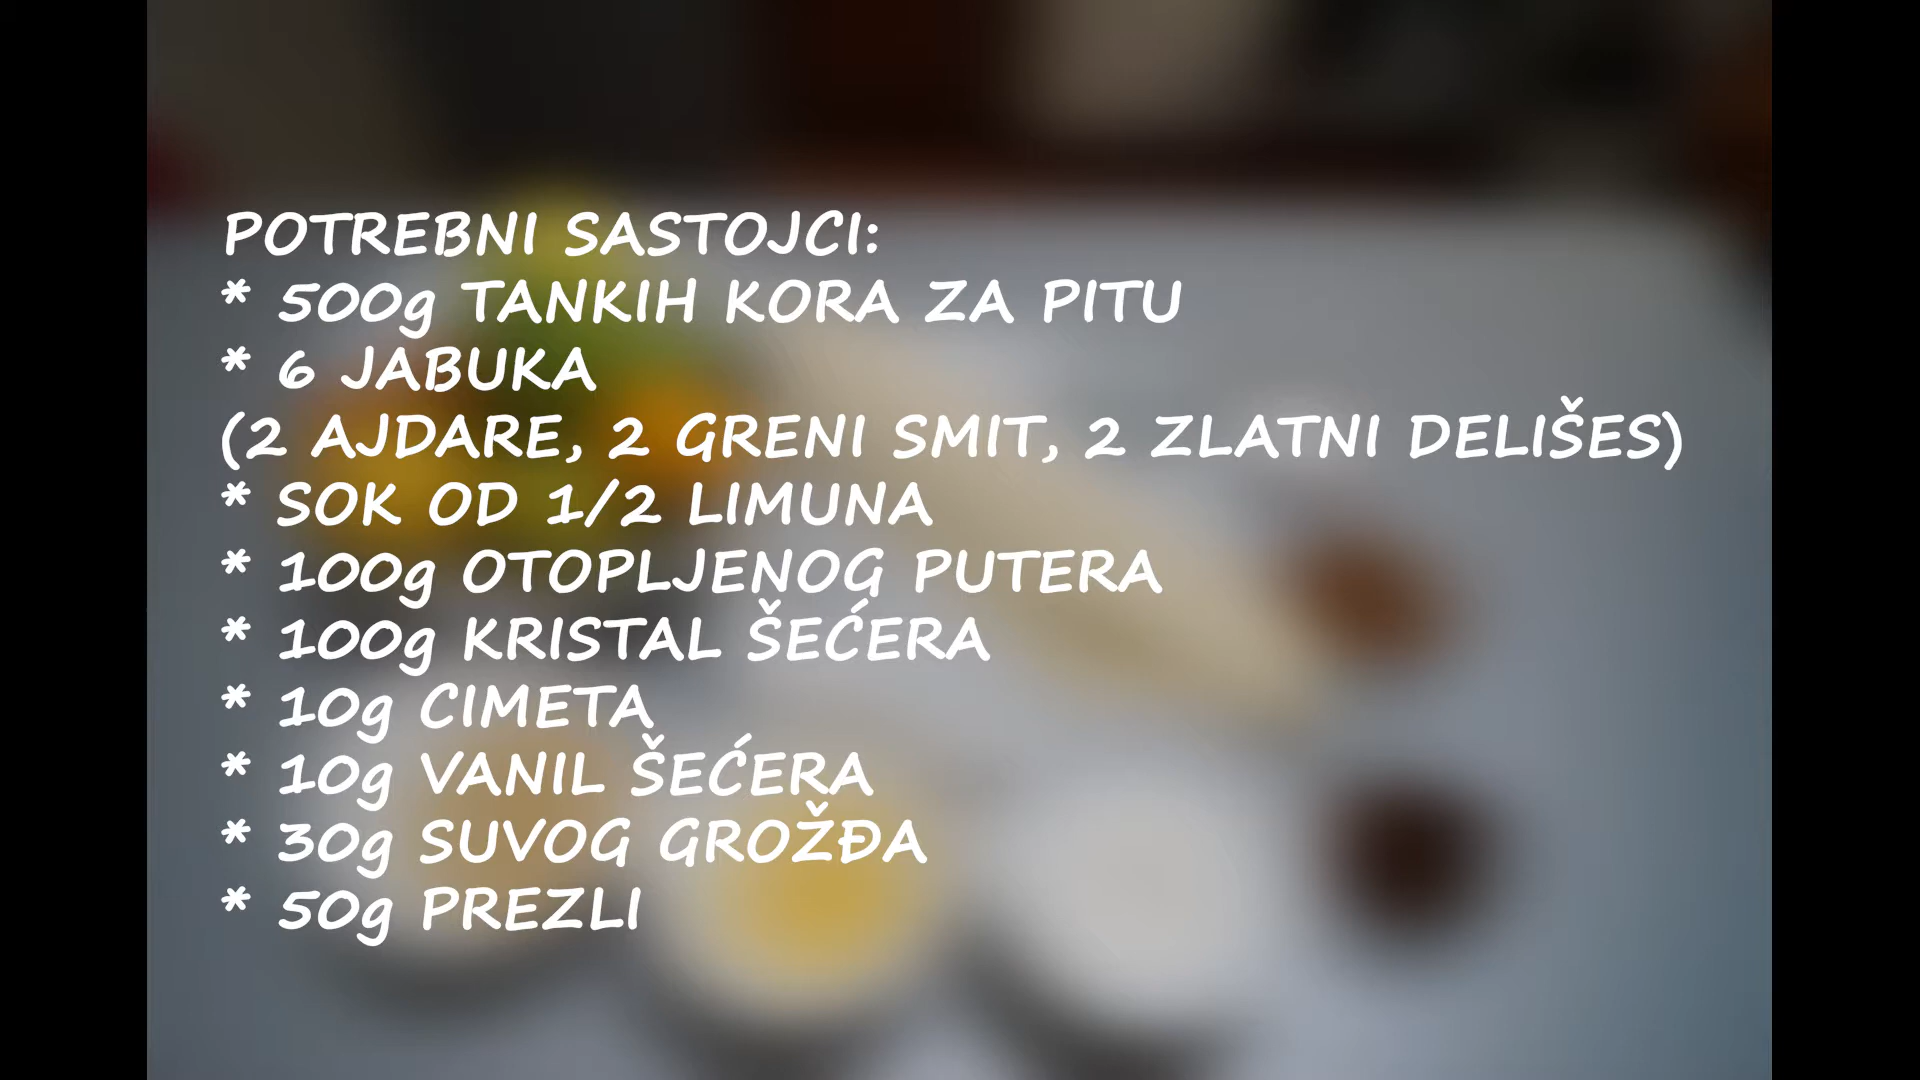 POTREBNI SASTOJCI:
* 500g TANKIH KORA ZA PITU
* 6 JABUKA
(2 AJDARE, 2 GRENI SMIT, 2 ZLATNI DELIŠES)
* SOK OD 1/2 LIMUNA
* 100g OTOPLJENOG PUTERA
* 100g KRISTAL ŠEĆERA
* 10g CIMETA
* 10g VANIL ŠEĆERA
* 30g SUVOG GROŽĐA
* 50g PREZLI